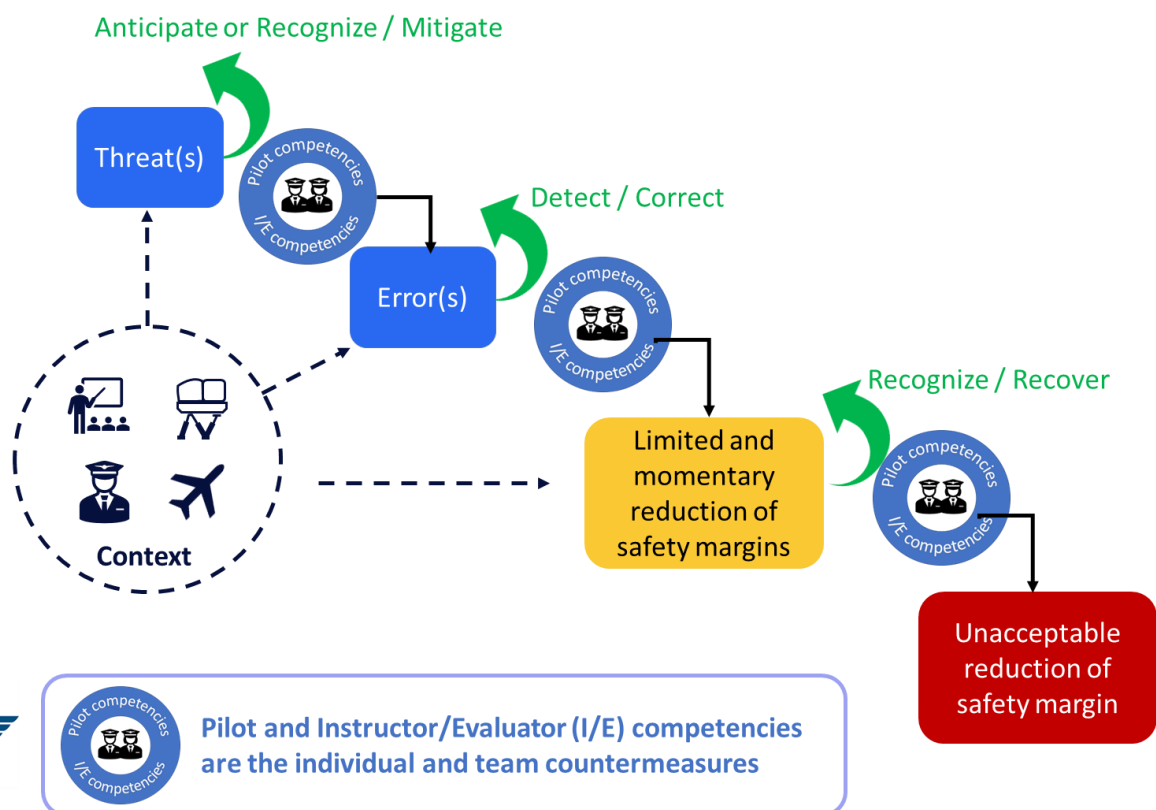 Anticipate or Recognize / Mitigate
Threat(s)
Pilot competencies
I/E competencies
Detect / Correct
Error(s)
Pilot competencies
I/E competencies
Recognize / Recover
Limited and
momentary
reduction of
safety margins
Pilot competencies
I/E competencies
Context
Unacceptable
reduction of
safety margin
Pilot competencies
I/E competencies
Pilot and Instructor/Evaluator (I/E) competencies
are the individual and team countermeasures